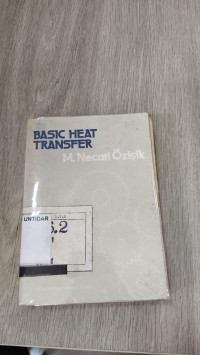 BASIC HEAT
TRANSFER
M. Necati Özişik
UNTIDAR